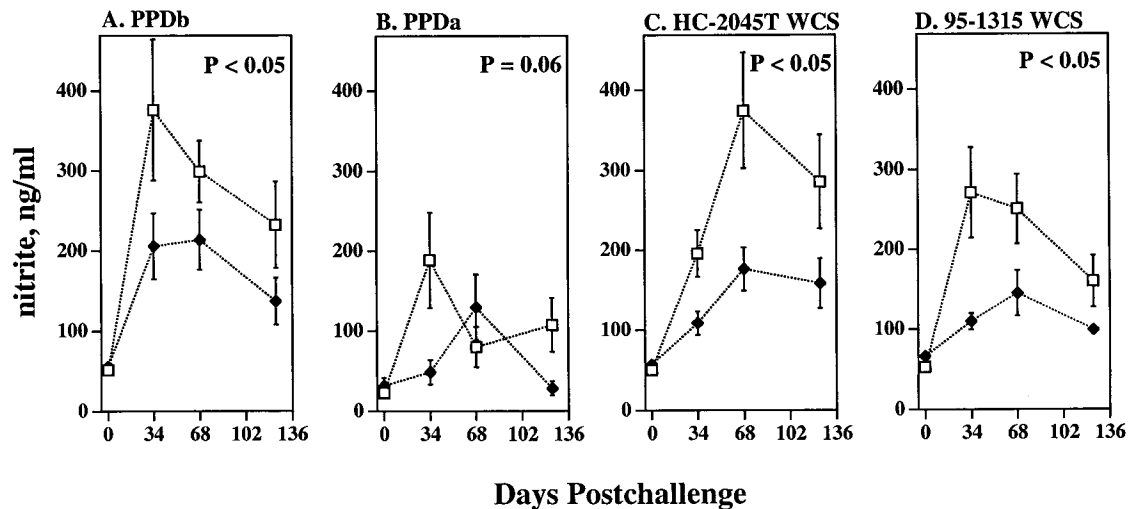 A. PPDb
P < 0.05
400
300
200
100
0
0 34 68 102 136
B. PPDa
P = 0.06
400
300
200
100
0
0 34 68 102 136
C. HC-2045T WCS
P < 0.05
400
300
200
100
0
0 34 68 102 136
D. 95-1315 WCS
P < 0.05
400
300
200
100
0
0 34 68 102 136
nitrite, ng/ml
Days Postchallenge